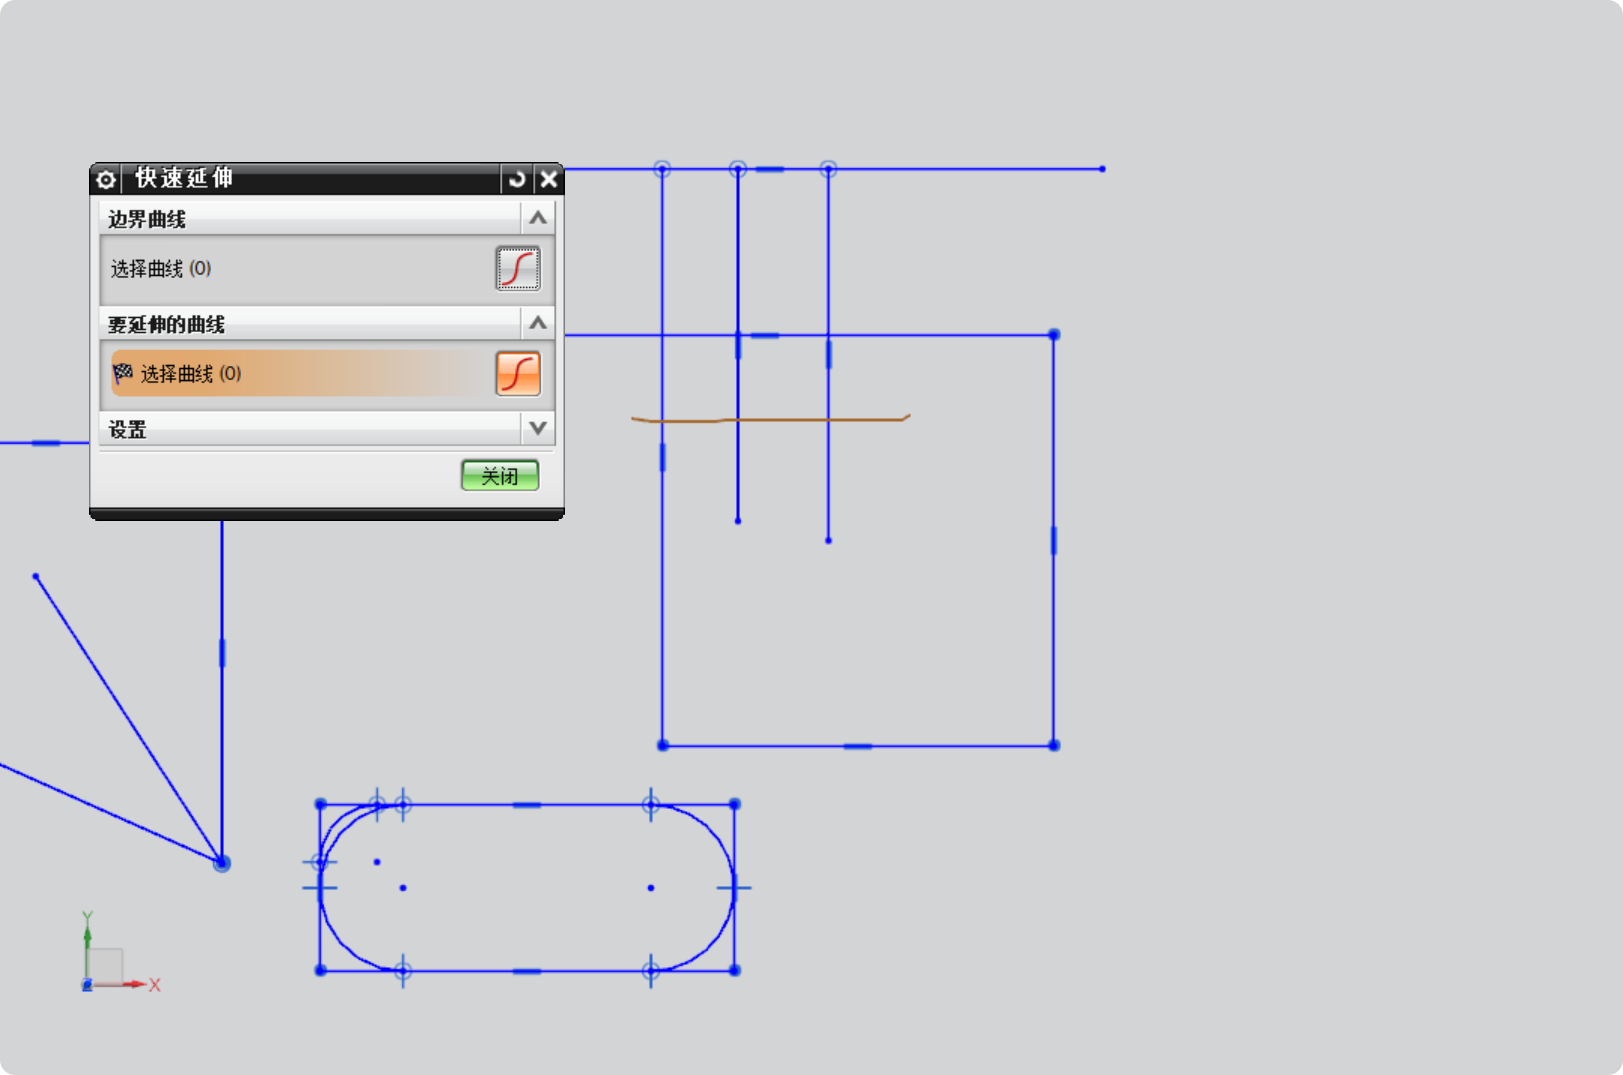 快速延伸
边界曲线
选择曲线 (0)
要延伸的曲线
选择曲线 (0)
设置
关闭
Y
Z
X